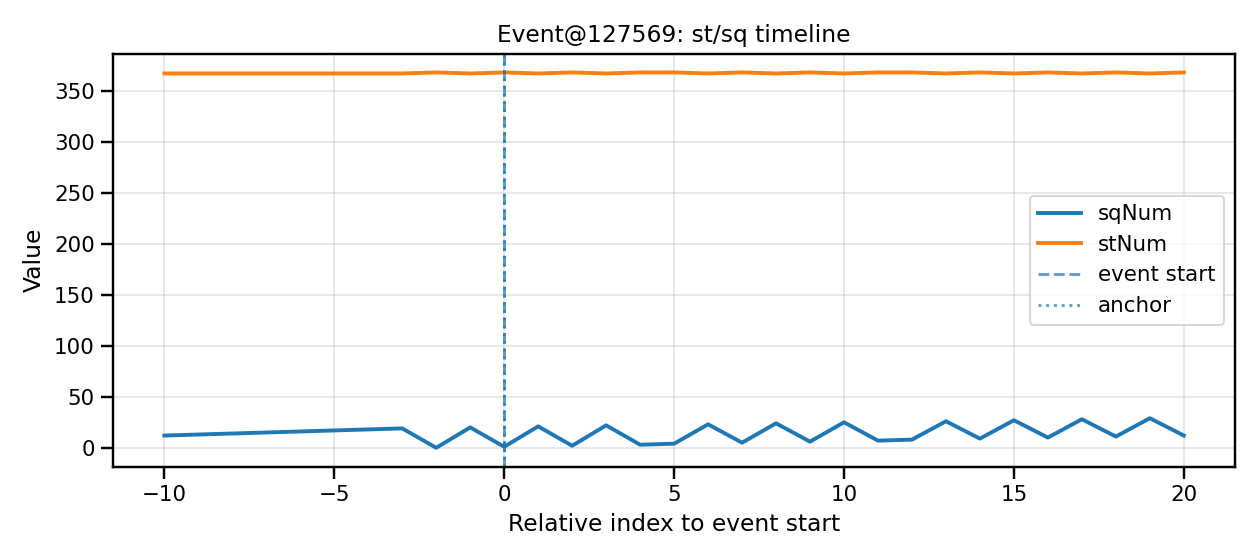 Event@127569: st/sq timeline
Value
350
300
250
200
150
100
50
0
sqNum
stNum
event start
anchor
−10 −5 0 5 10 15 20
Relative index to event start